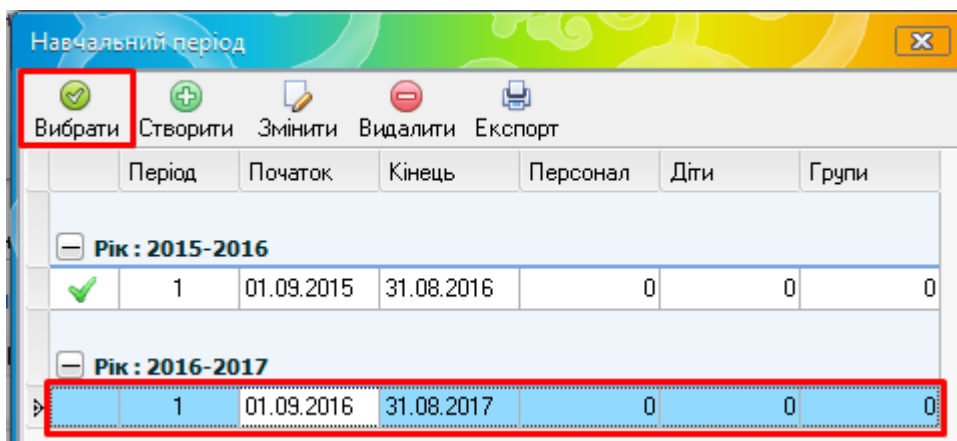 Навчальний період
Вибрати Створити Змінити Видалити Експорт
Період Початок Кінець Персонал Діти Групи
Рік : 2015-2016
1 01.09.2015 31.08.2016 0 0 0
Рік : 2016-2017
1 01.09.2016 31.08.2017 0 0 0